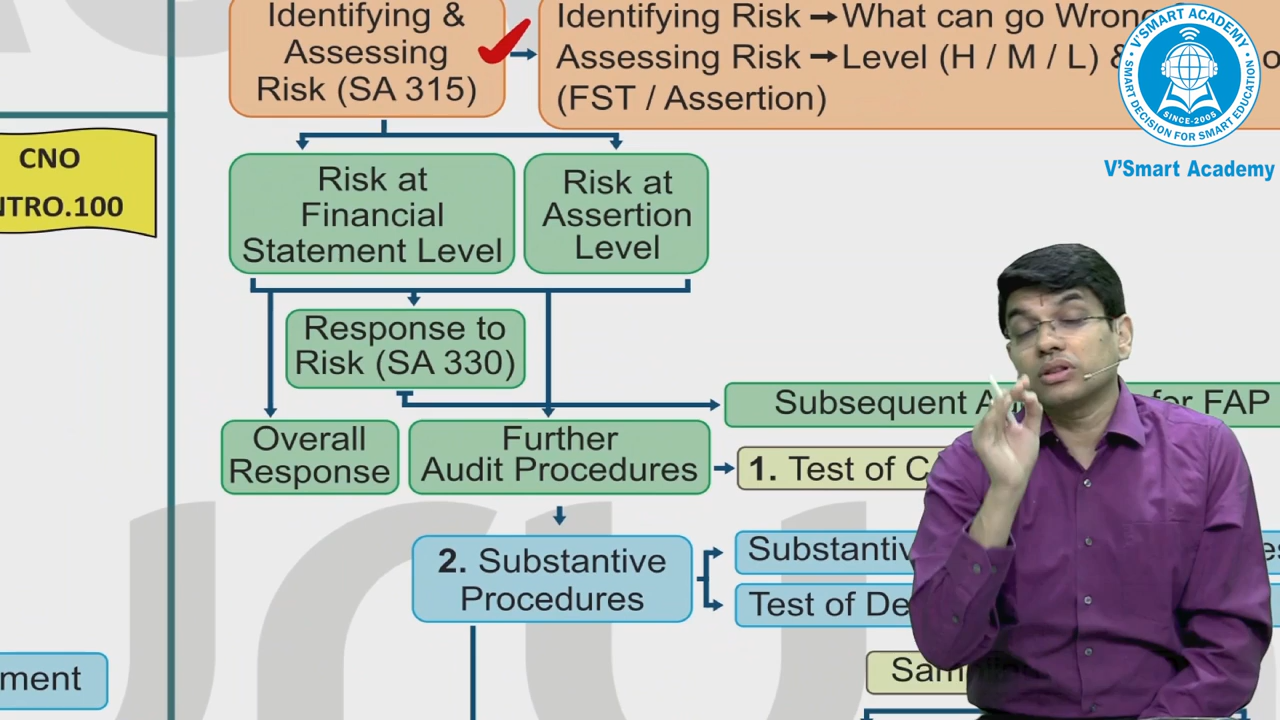 Identifying &
Assessing
Risk (SA 315)
Identifying Risk → What can go Wrong
Assessing Risk → Level (H / M / L) &
(FST / Assertion)
V'SMART ACADEMY
SMART DECISION FOR SMART EDUCATION
SINCE-2005
V'Smart Academy
CNO
NTRO.100
Risk at
Financial
Statement Level
Risk at
Assertion
Level
Response to
Risk (SA 330)
Subsequent for FAP
Overall
Response
Further
Audit Procedures
1. Test of
2. Substantive
Procedures
Substantiv
Test of De
ment